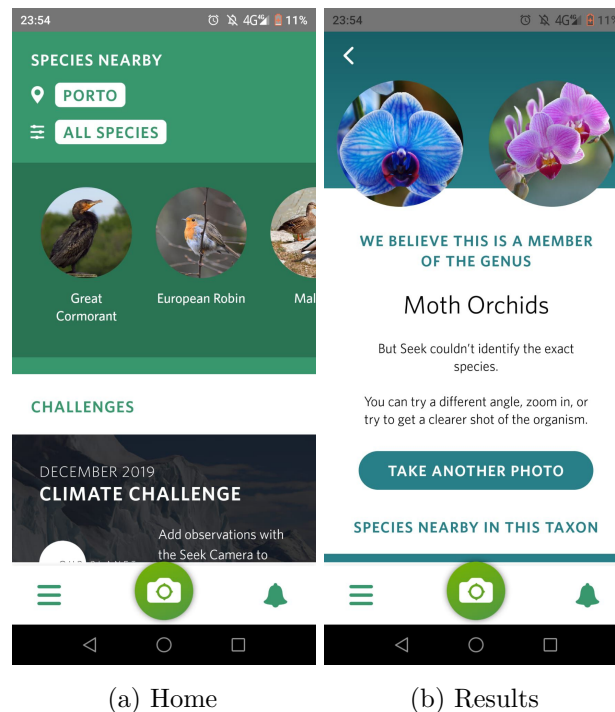 23:54
4G 11%
SPECIES NEARBY
PORTO
ALL SPECIES
Great
Cormorant
European Robin
Mal
CHALLENGES
DECEMBER 2019
CLIMATE CHALLENGE
Add observations with
the Seek Camera to
(a) Home
23:54
4G 11%
WE BELIEVE THIS IS A MEMBER
OF THE GENUS
Moth Orchids
But Seek couldn't identify the exact
species.
You can try a different angle, zoom in, or
try to get a clearer shot of the organism.
TAKE ANOTHER PHOTO
SPECIES NEARBY IN THIS TAXON
(b) Results